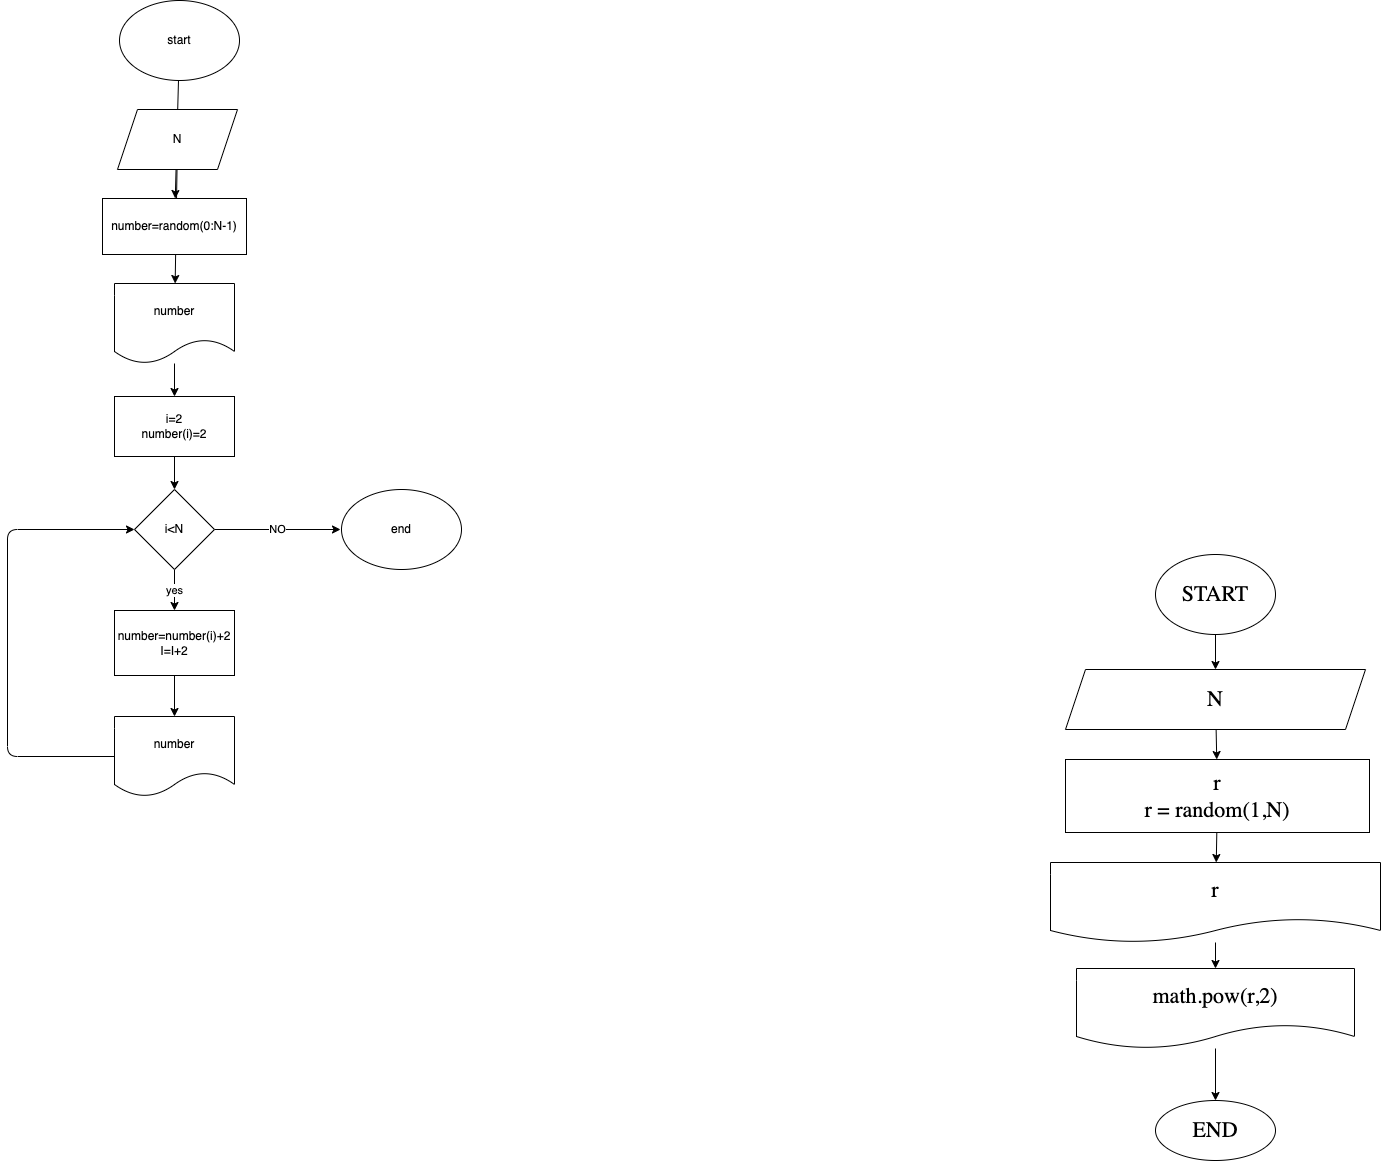 start
N
number=random(0:N-1)
number
i=2
number(i)=2
i<N
NO
end
yes
number=number(i)+2
I=I+2
number
START
N
r
r = random(1,N)
r
math.pow(r,2)
END